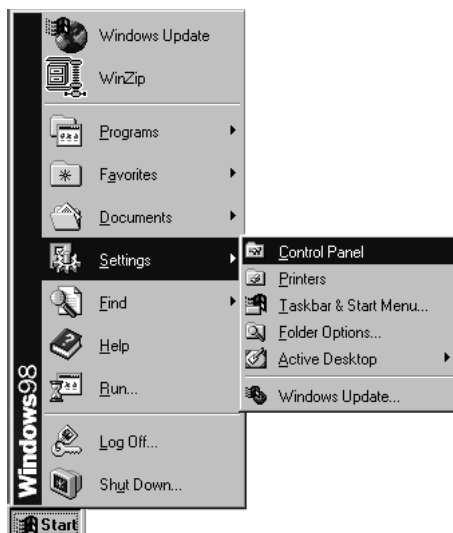 Windows Update
WinZip
Programs
Favorites
Documents
Settings
Find
Help
Run...
Log Off...
Shut Down...
Windows98
Start
Control Panel
Printers
Taskbar & Start Menu...
Folder Options...
Active Desktop
Windows Update...